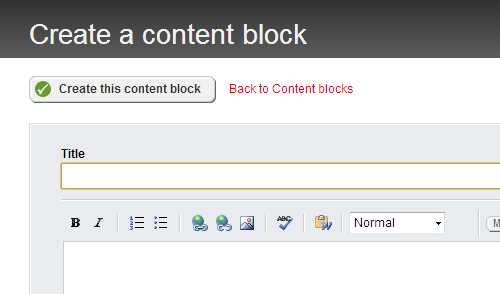 Create a content block
Create this content block Back to Content blocks
Title
B I ABC W Normal M